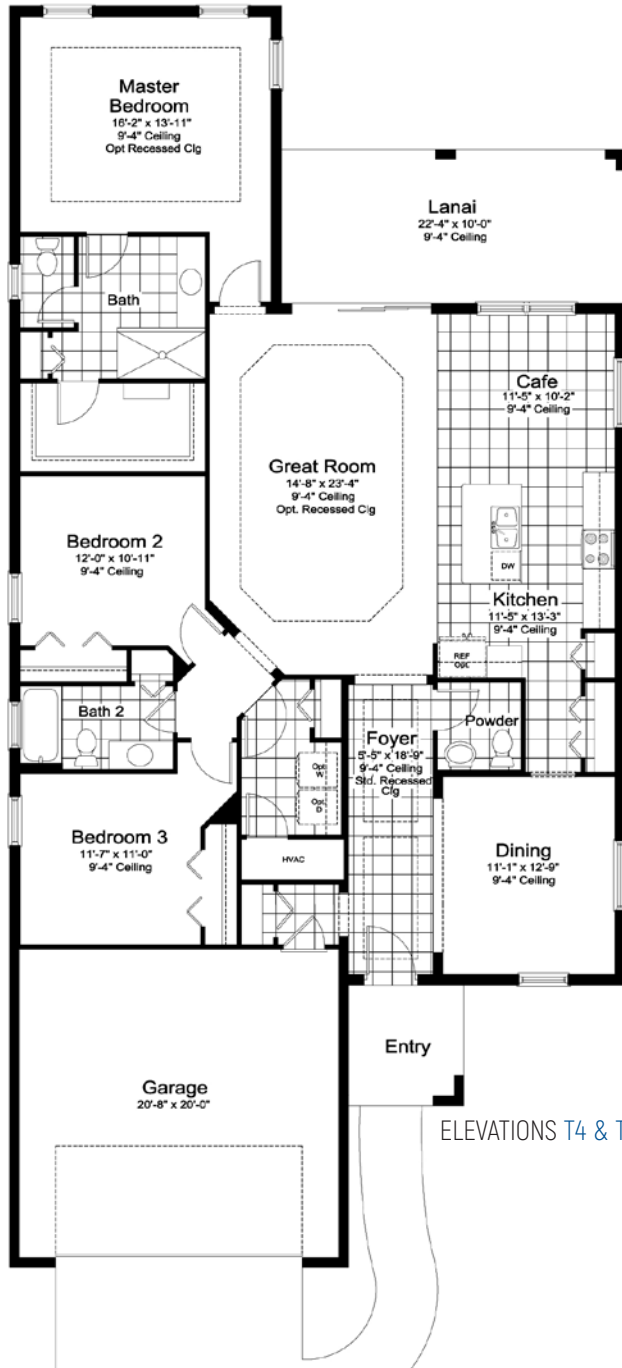 Master
Bedroom
16'-2" x 13'-11"
9'-4" Ceiling
Opt Recessed Clg
Lanai
22'-4" x 10'-0"
9'-4" Ceiling
Bath
Cafe
11'-5" x 10'-2"
9'-4" Ceiling
Great Room
14'-8" x 23'-4"
9'-4" Ceiling
Opt. Recessed Clg
Bedroom 2
12'-0" x 10'-11"
9'-4" Ceiling
DW
Kitchen
11'-5" x 13'-3"
9'-4" Ceiling
REF
Opt.
Bath 2
Foyer
5'-5" x 18'-9"
9'-4" Ceiling
Std. Recessed
Clg
Powder
Opt.
W
Opt.
D
Bedroom 3
11'-7" x 11'-0"
9'-4" Ceiling
HVAC
Dining
11'-1" x 12'-9"
9'-4" Ceiling
Entry
Garage
20'-8" x 20'-0"
ELEVATIONS T4 & T